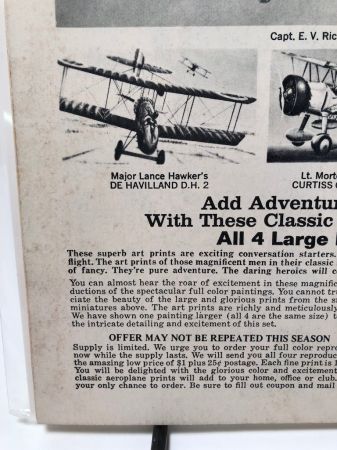 Capt. E. V. Ric
Major Lance Hawker's
DE HAVILLAND D.H. 2
Lt. Mort
CURTISS
Add Adventu
With These Classic
All 4 Large
These superb art prints are exciting conversation starters.
flight. The art prints of those magnificent men in their classic
of fancy. They're pure adventure. The daring heroics will c
You can almost hear the roar of excitement in these magnific
ductions of the spectacular full color paintings. You cannot tr
ciate the beauty of the large and glorious prints from the s
miniatures above. The art prints are richly and meticulously
We have shown one painting larger (all 4 are the same size) t
the intricate detailing and excitement of this set.
OFFER MAY NOT BE REPEATED THIS SEASON
Supply is limited. We urge you to order your full color repre
now while the supply lasts. We will send you all four reproduc
the amazing low price of $1 plus 25¢ postage. Each fine print is
You will be delighted with the glorious color and excitement
classic aeroplane prints will add to your home, office or club.
your only chance to order. Be sure to fill out coupon and mail